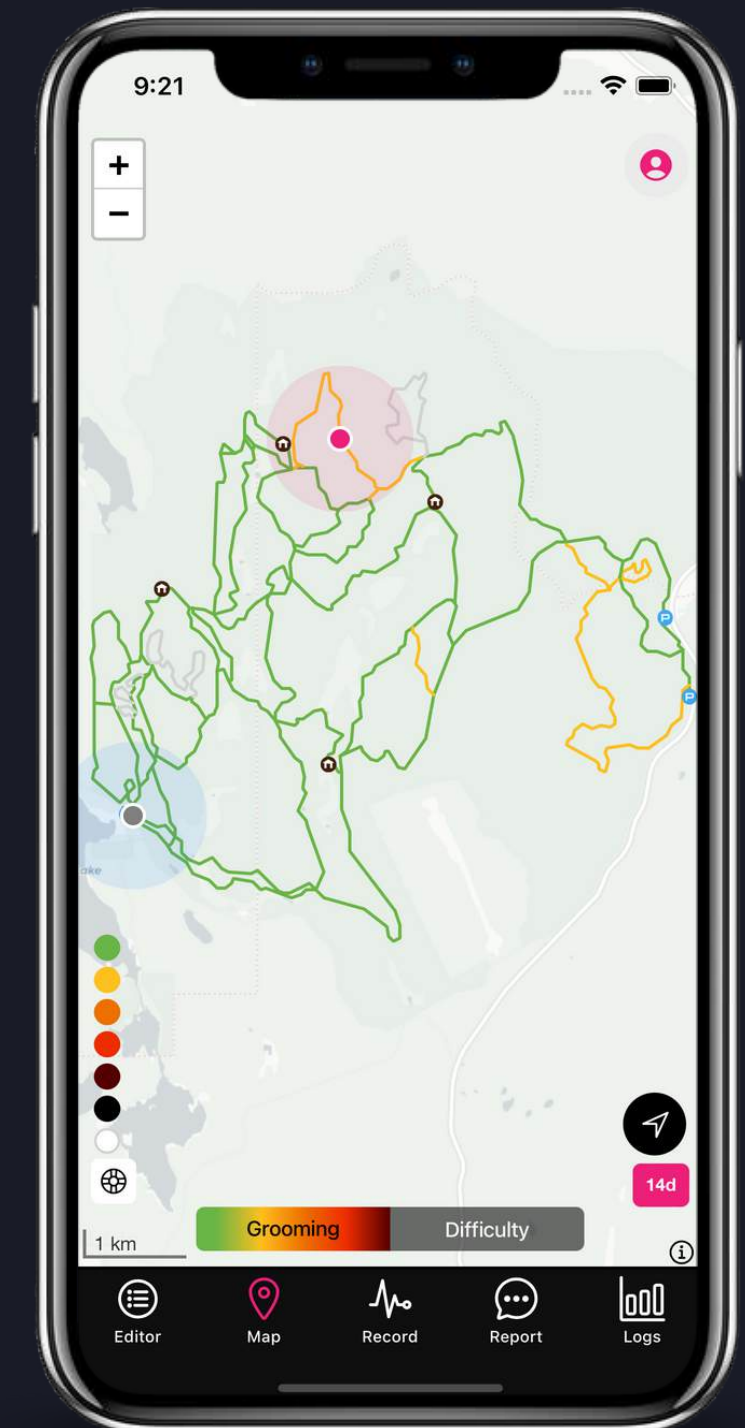 9:21
+
−
P
P
ake
14d
Grooming
Difficulty
1 km
Editor
Map
Record
Report
Logs